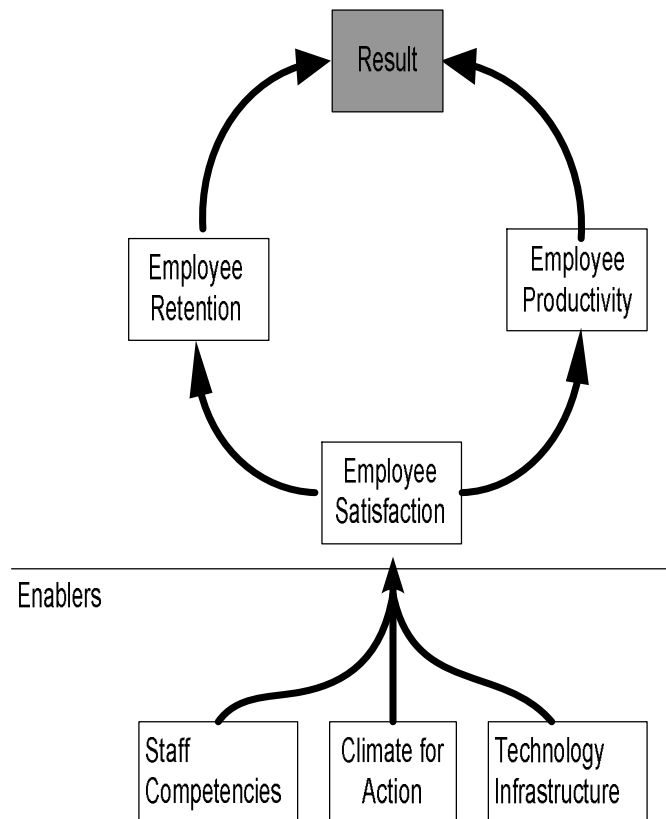 Result
Employee
Retention
Employee
Productivity
Employee
Satisfaction
Enablers
Staff
Competencies
Climate for
Action
Technology
Infrastructure